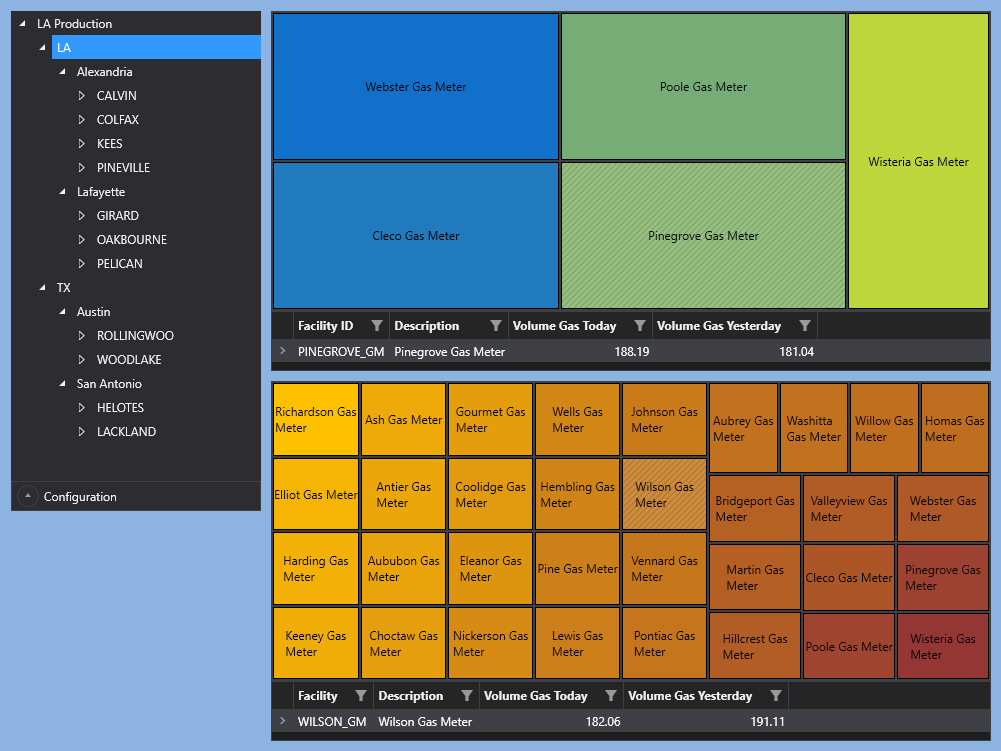 LA Production
LA
Alexandria
CALVIN
COLFAX
KEES
PINEVILLE
Lafayette
GIRARD
OAKBOURNE
PELICAN
TX
Austin
ROLLINGWOO
WOODLAKE
San Antonio
HELOTES
LACKLAND
Configuration
Webster Gas Meter
Poole Gas Meter
Wisteria Gas Meter
Cleco Gas Meter
Pinegrove Gas Meter
Facility ID Description Volume Gas Today Volume Gas Yesterday
PINEGROVE_GM Pinegrove Gas Meter 188.19 181.04
Richardson Gas
Meter
Ash Gas Meter
Gourmet Gas
Meter
Wells Gas
Meter
Johnson Gas
Meter
Aubrey Gas
Meter
Washitta
Gas Meter
Willow Gas
Meter
Homas Gas
Meter
Elliot Gas Meter
Antier Gas
Meter
Coolidge Gas
Meter
Hembling Gas
Meter
Wilson Gas
Meter
Bridgeport Gas
Meter
Valleyview Gas
Meter
Webster Gas
Meter
Harding Gas
Meter
Aububon Gas
Meter
Eleanor Gas
Meter
Pine Gas Meter
Vennard Gas
Meter
Martin Gas
Meter
Cleco Gas Meter
Pinegrove Gas
Meter
Keeney Gas
Meter
Choctaw Gas
Meter
Nickerson Gas
Meter
Lewis Gas
Meter
Pontiac Gas
Meter
Hillcrest Gas
Meter
Poole Gas Meter
Wisteria Gas
Meter
Facility Description Volume Gas Today Volume Gas Yesterday
WILSON_GM Wilson Gas Meter 182.06 191.11